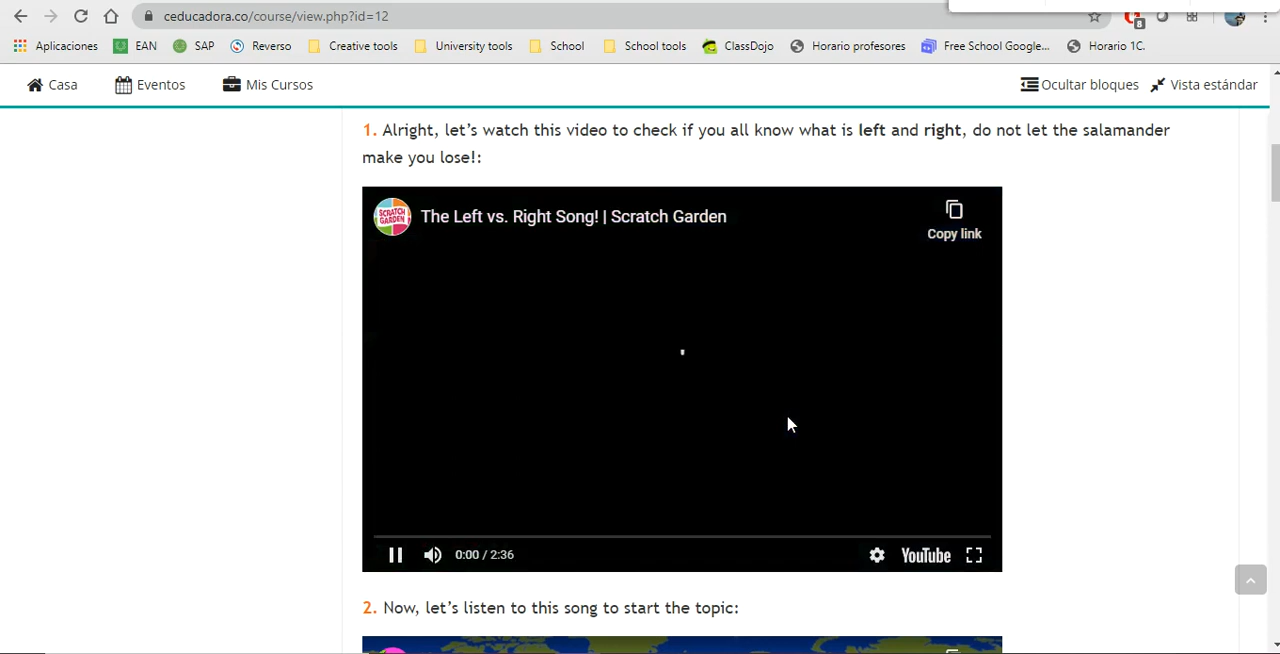 ceducadora.co/course/view.php?id=12
8
Aplicaciones EAN SAP Reverso Creative tools University tools School School tools ClassDojo Horario profesores Free School Google... Horario 1C.
Casa Eventos Mis Cursos Ocultar bloques Vista estándar
1. Alright, let's watch this video to check if you all know what is left and right, do not let the salamander
make you lose!:
SCRATCH GARDEN The Left vs. Right Song! | Scratch Garden
Copy link
0:00 / 2:36 YouTube
2. Now, let's listen to this song to start the topic: